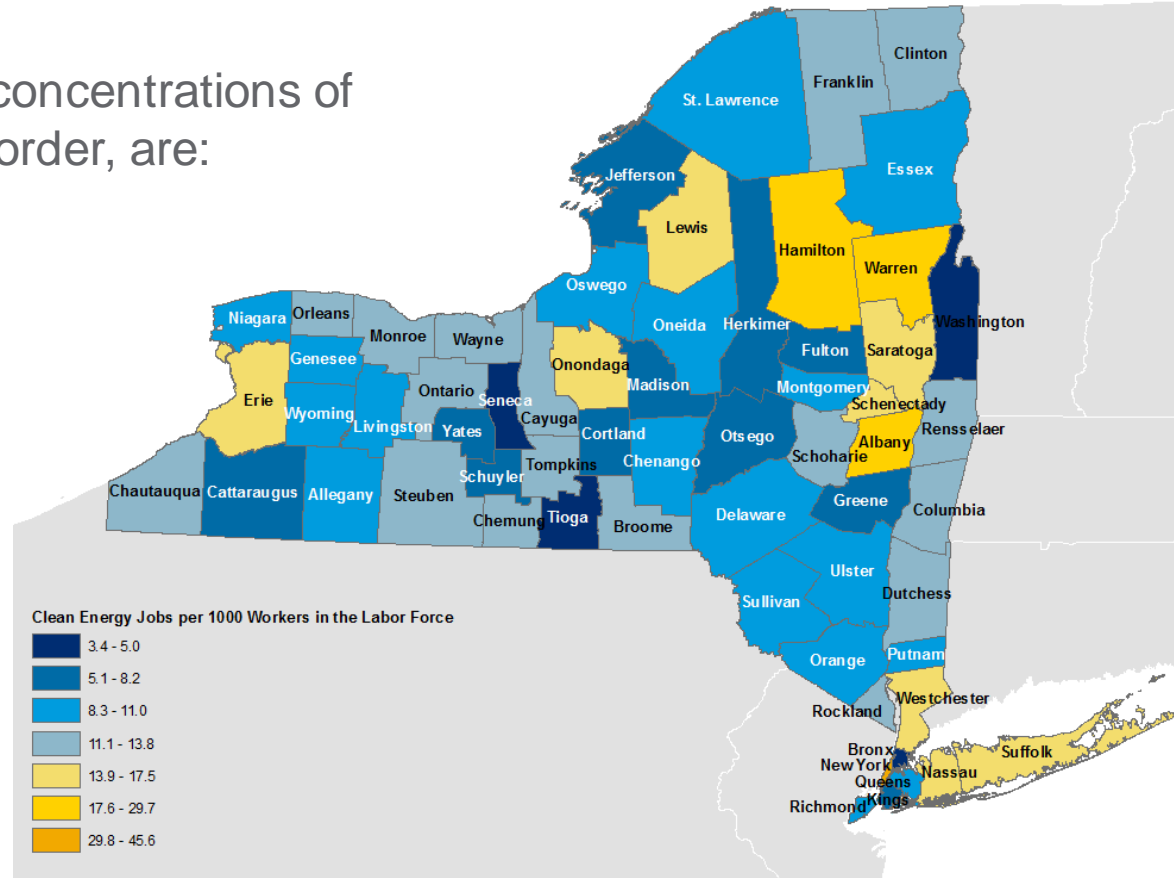 concentrations of
order, are:
Clinton
Franklin
St. Lawrence
Essex
Jefferson
Lewis
Hamilton
Warren
Oswego
Washington
Niagara
Orleans
Oneida
Herkimer
Monroe
Wayne
Fulton
Saratoga
Genesee
Onondaga
Madison
Montgomery
Ontario
Seneca
Erie
Schenectady
Wyoming
Livingston
Cayuga
Yates
Cortland
Otsego
Albany
Rensselaer
Schoharie
Chenango
Tompkins
Schuyler
Chautauqua
Cattaraugus
Allegany
Steuben
Greene
Columbia
Chemung
Tioga
Broome
Delaware
Ulster
Dutchess
Sullivan
Clean Energy Jobs per 1000 Workers in the Labor Force
3.4 - 5.0
5.1 - 8.2
8.3 - 11.0
11.1 - 13.8
13.9 - 17.5
17.6 - 29.7
29.8 - 45.6
Orange
Putnam
Westchester
Rockland
Bronx
New York
Suffolk
Nassau
Queens
Kings
Richmond